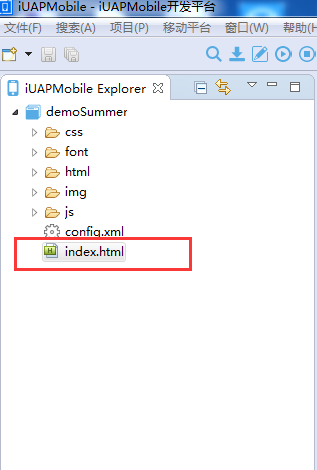 iUAPMobile - iUAPMobile开发平台
文件(F) 搜索(M) 项目(P) 移动平台 窗口(W) 帮助(H
iUAPMobile Explorer
demoSummer
css
font
html
img
js
config.xml
index.html